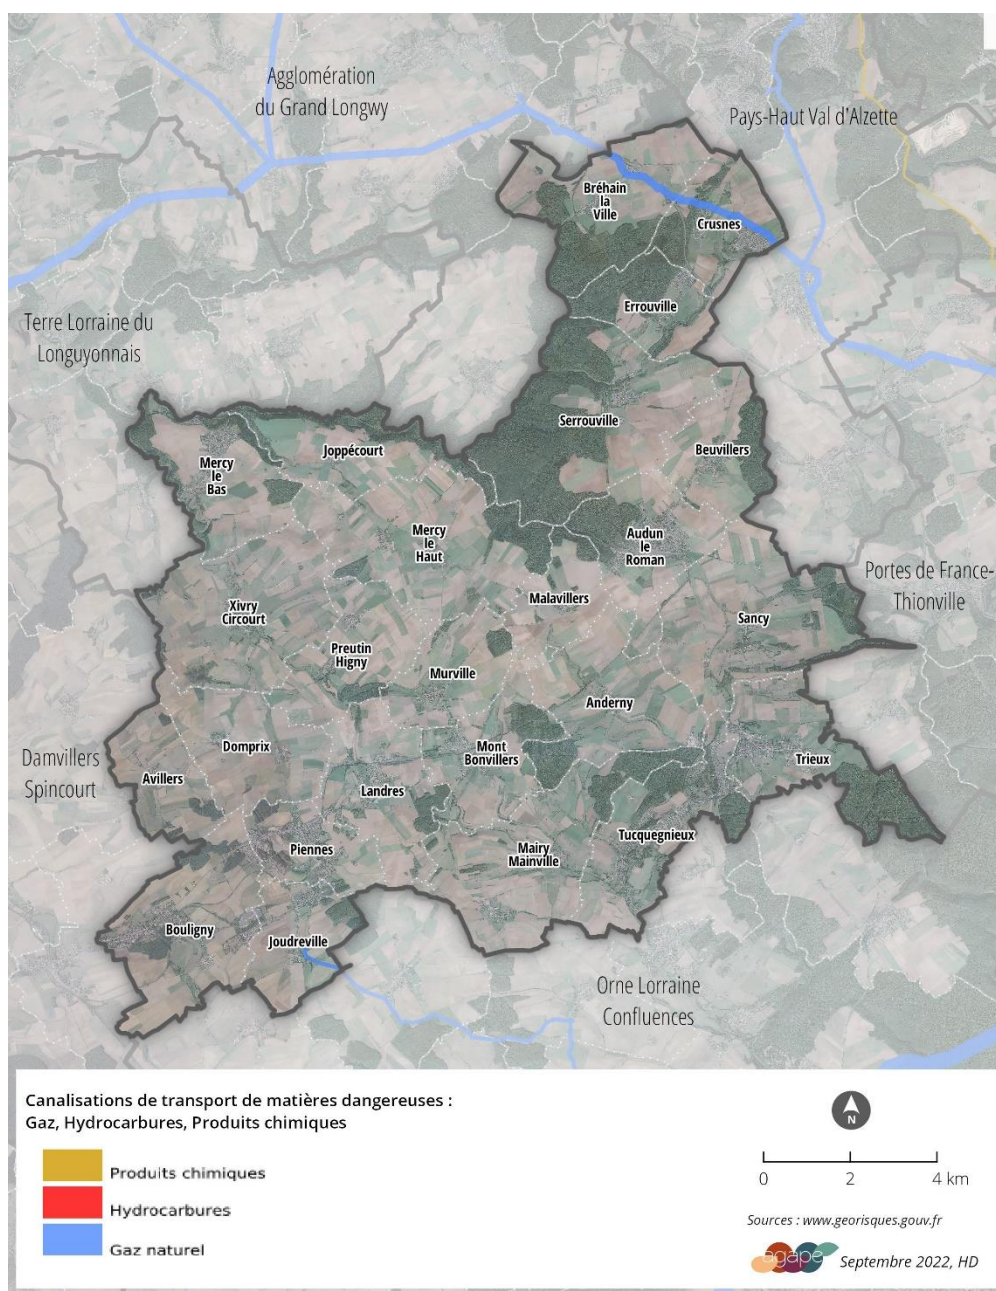 Agglomération
du Grand Longwy
Pays-Haut Val d'Alzette
Bréhain
la
Ville
Crusnes
Errouville
Terre Lorraine du
Longuyonnais
Serrouville
Beuvillers
Joppécourt
Mercy
le
Bas
Mercy
le
Haut
Audun
le
Roman
Portes de France-
Thionville
Malavillers
Xivry
Circourt
Sancy
Preutin
Higny
Murville
Anderny
Damvillers
Spincourt
Domprix
Mont
Bonvillers
Trieux
Avillers
Landres
Tucquegnieux
Piennes
Mairy
Mainville
Bouligny
Joudreville
Orne Lorraine
Confluences
Canalisations de transport de matières dangereuses :
Gaz, Hydrocarbures, Produits chimiques
Produits chimiques
Hydrocarbures
Gaz naturel
N
0 2 4 km
Sources : www.georisques.gouv.fr
agape
Septembre 2022, HD